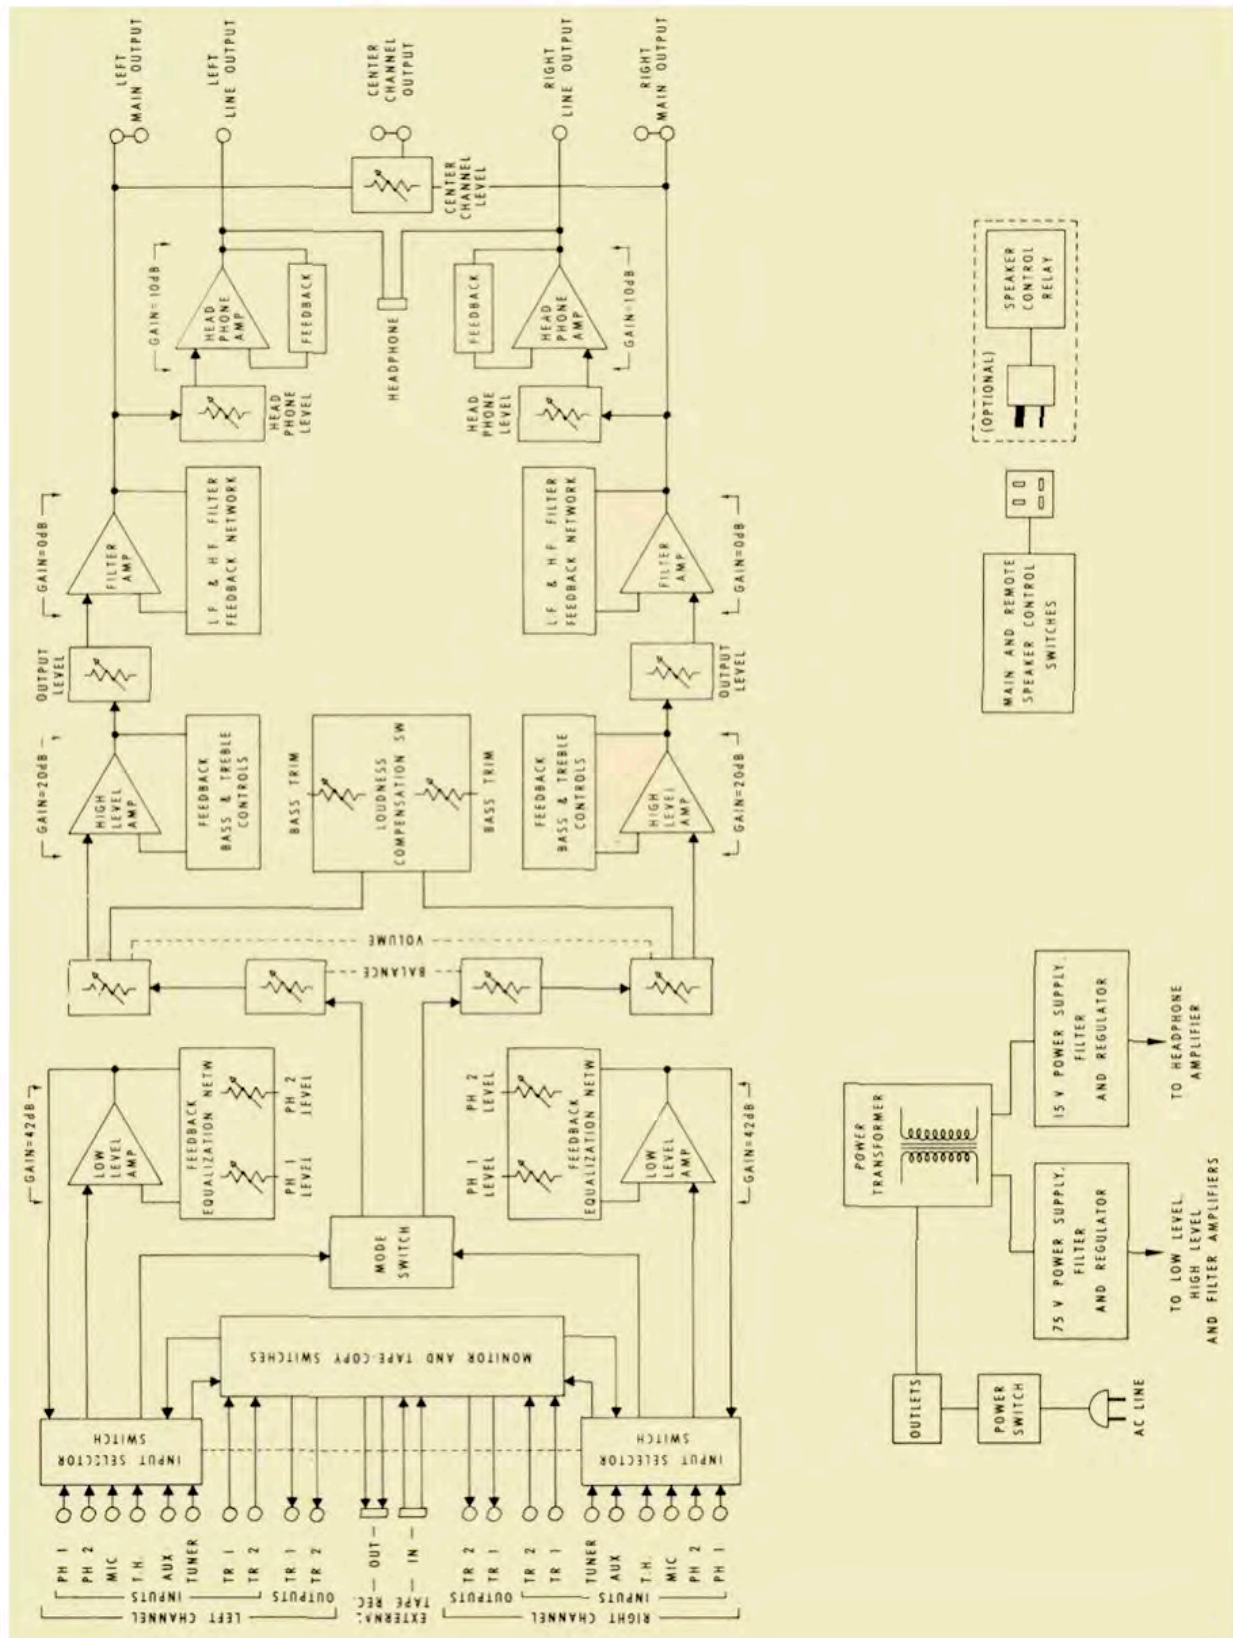 LEFT
MAIN OUTPUT
LEFT
LINE OUTPUT
CENTER
CHANNEL
OUTPUT
RIGHT
LINE OUTPUT
RIGHT
MAIN OUTPUT
CENTER
CHANNEL
LEVEL
GAIN=10dB
HEAD
PHONE
AMP
FEEDBACK
HEADPHONE
FEEDBACK
HEAD
PHONE
AMP
GAIN=10dB
HEAD
PHONE
LEVEL
HEAD
PHONE
LEVEL
GAIN=0dB
FILTER
AMP
L.F & H.F FILTER
FEEDBACK NETWORK
L.F & H.F FILTER
FEEDBACK NETWORK
FILTER
AMP
GAIN=0dB
OUTPUT
LEVEL
OUTPUT
LEVEL
GAIN=20dB
HIGH
LEVEL
AMP
FEEDBACK
BASS & TREBLE
CONTROLS
BASS TRIM
LOUDNESS
COMPENSATION SW
BASS TRIM
FEEDBACK
BASS & TREBLE
CONTROLS
HIGH
LEVEL
AMP
GAIN=20dB
VOLUME
BALANCE
GAIN=42dB
LOW
LEVEL
AMP
FEEDBACK
EQUALIZATION NETW
PH 2
LEVEL
PH 1
LEVEL
PH 2
LEVEL
PH 1
LEVEL
FEEDBACK
EQUALIZATION NETW
LOW
LEVEL
AMP
GAIN=42dB
MODE
SWITCH
MONITOR AND TAPE-COPY SWITCHES
INPUT SELECTOR
SWITCH
INPUT SELECTOR
SWITCH
PH 1
PH 2
MIC
T.H.
AUX
TUNER
TR 1
TR 2
TR 1
TR 2
OUT
IN
TR 2
TR 1
TR 2
TR 1
TUNER
AUX
T.H.
MIC
PH 2
PH 1
INPUTS
OUTPUTS
LEFT CHANNEL
EXTERNAL
TAPE REC.
OUTPUTS
INPUTS
RIGHT CHANNEL
(OPTIONAL)
SPEAKER
CONTROL
RELAY
MAIN AND REMOTE
SPEAKER CONTROL
SWITCHES
POWER
TRANSFORMER
15 V POWER SUPPLY,
FILTER
AND REGULATOR
TO HEADPHONE
AMPLIFIER
75 V POWER SUPPLY,
FILTER
AND REGULATOR
TO LOW LEVEL,
HIGH LEVEL
AND FILTER AMPLIFIERS
OUTLETS
POWER
SWITCH
AC LINE